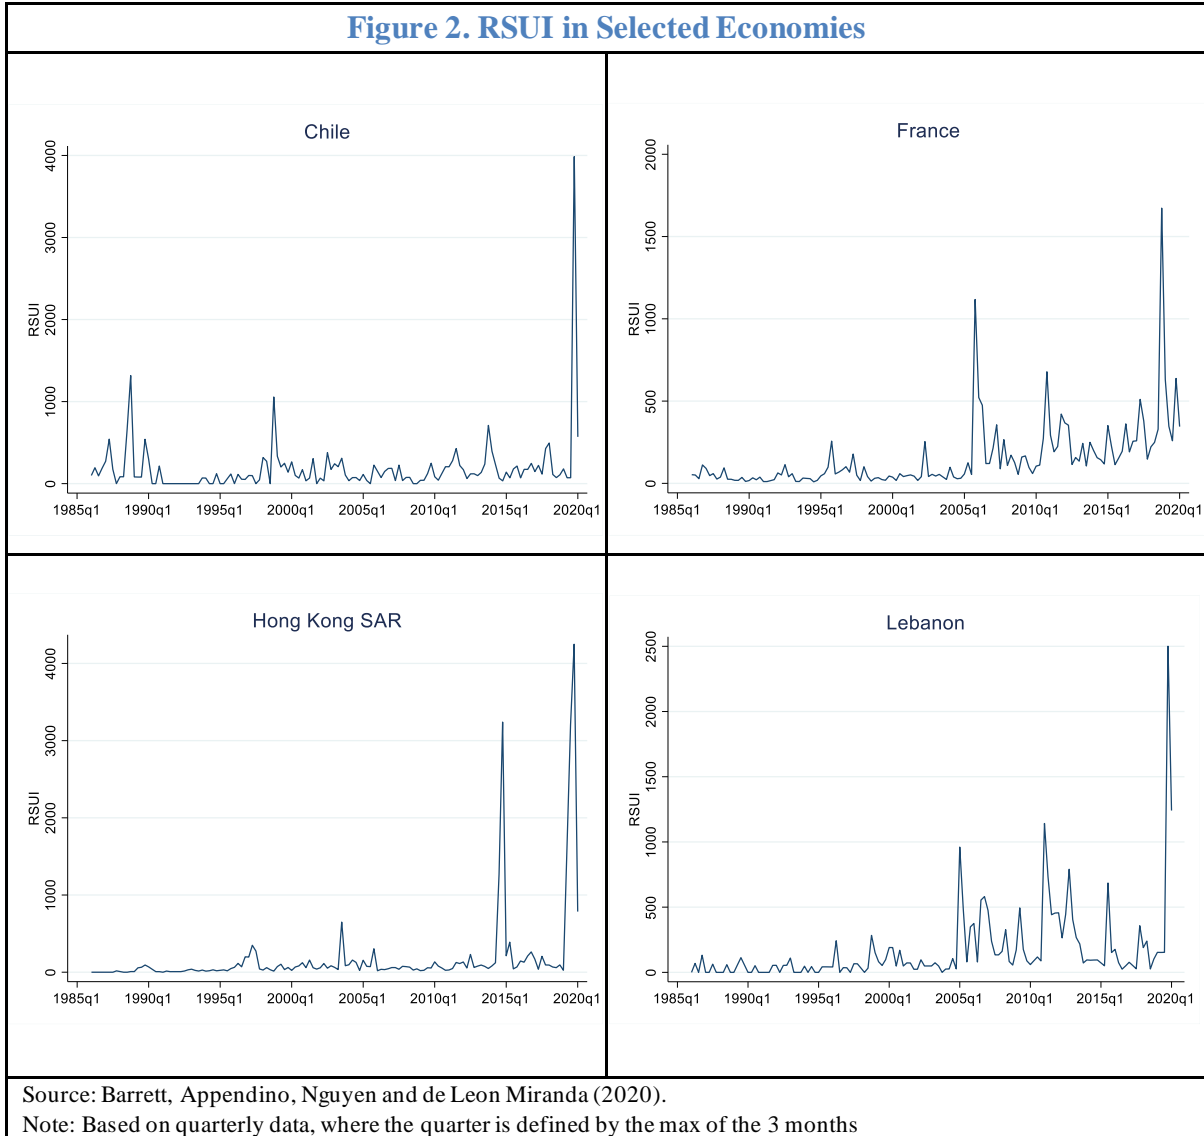 Figure 2. RSUI in Selected Economies
Chile
RSUI
4000
3000
2000
1000
0
1985q1 1990q1 1995q1 2000q1 2005q1 2010q1 2015q1 2020q1
France
RSUI
2000
1500
1000
500
0
1985q1 1990q1 1995q1 2000q1 2005q1 2010q1 2015q1 2020q1
Hong Kong SAR
RSUI
4000
3000
2000
1000
0
1985q1 1990q1 1995q1 2000q1 2005q1 2010q1 2015q1 2020q1
Lebanon
RSUI
2500
2000
1500
1000
500
0
1985q1 1990q1 1995q1 2000q1 2005q1 2010q1 2015q1 2020q1
Source: Barrett, Appendino, Nguyen and de Leon Miranda (2020).
Note: Based on quarterly data, where the quarter is defined by the max of the 3 months